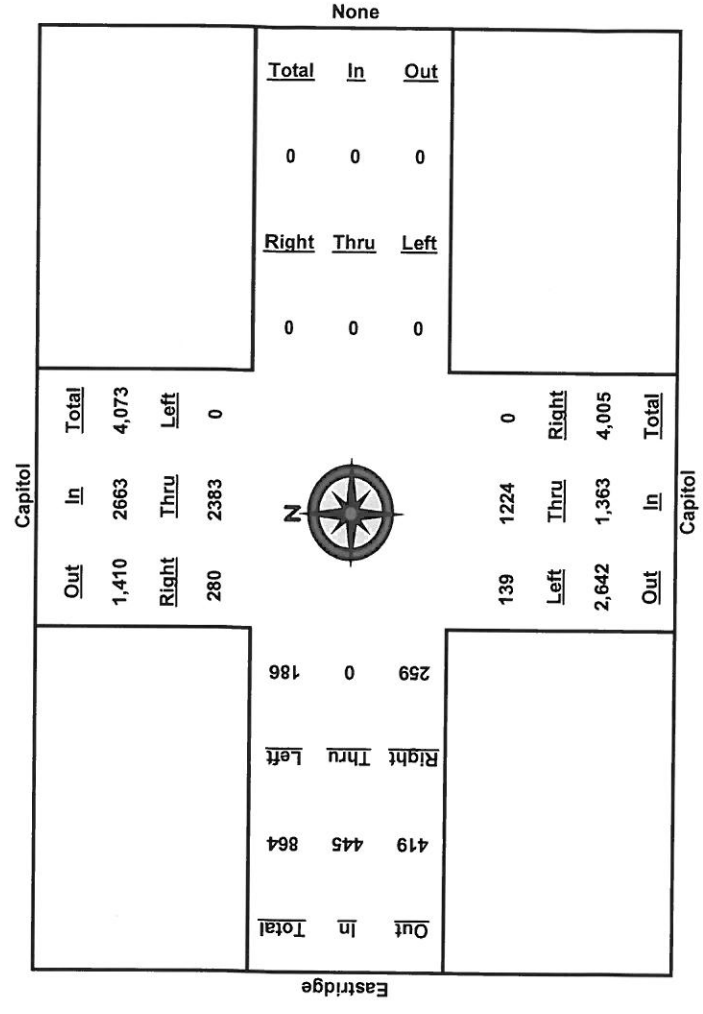 None
Total In Out
0 0 0
Right Thru Left
0 0 0
Capitol
Out In Total
1,410 2663 4,073
Right Thru Left
280 2383 0
N
Capitol
139 1224 0
Left Thru Right
2,642 1,363 4,005
Out In Total
Eastridge
Out In Total
419 445 864
Right Thru Left
259 0 186